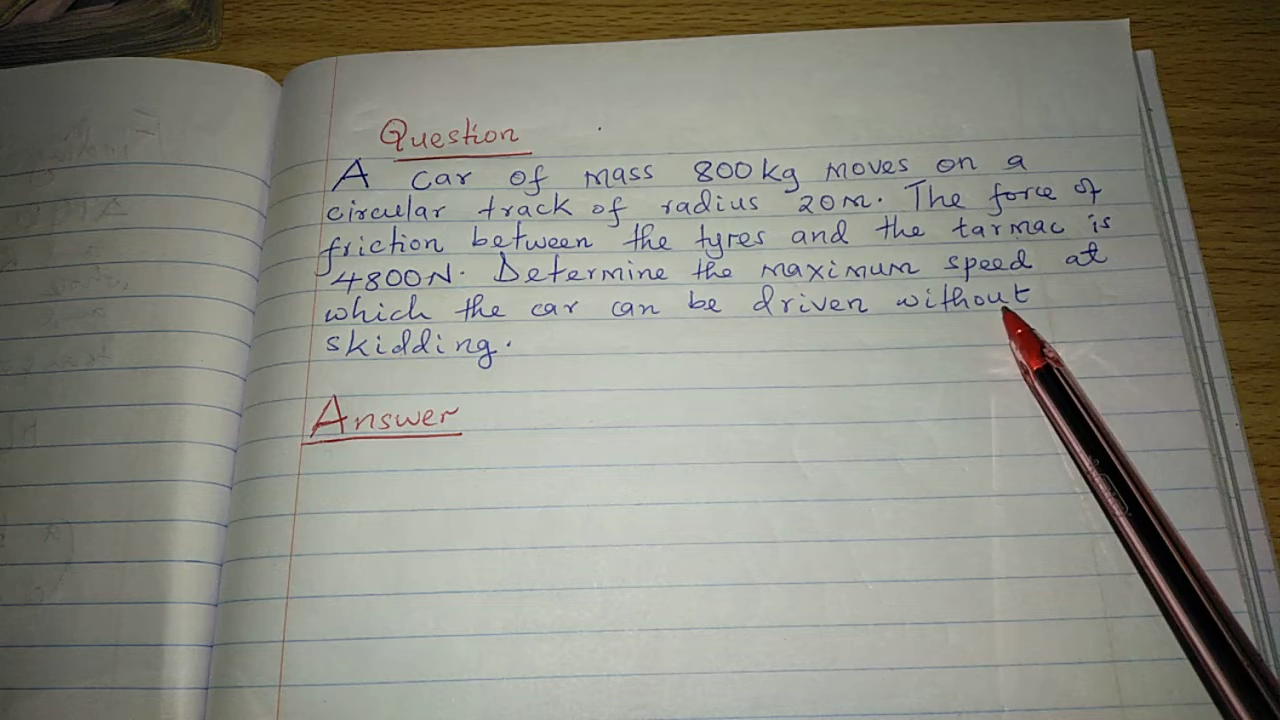 Question
A car of mass 800kg moves on a
circular track of radius 20m. The force of
friction between the tyres and the tarmac is
4800N. Determine the maximum speed at
which the car can be driven without
skidding.
Answer